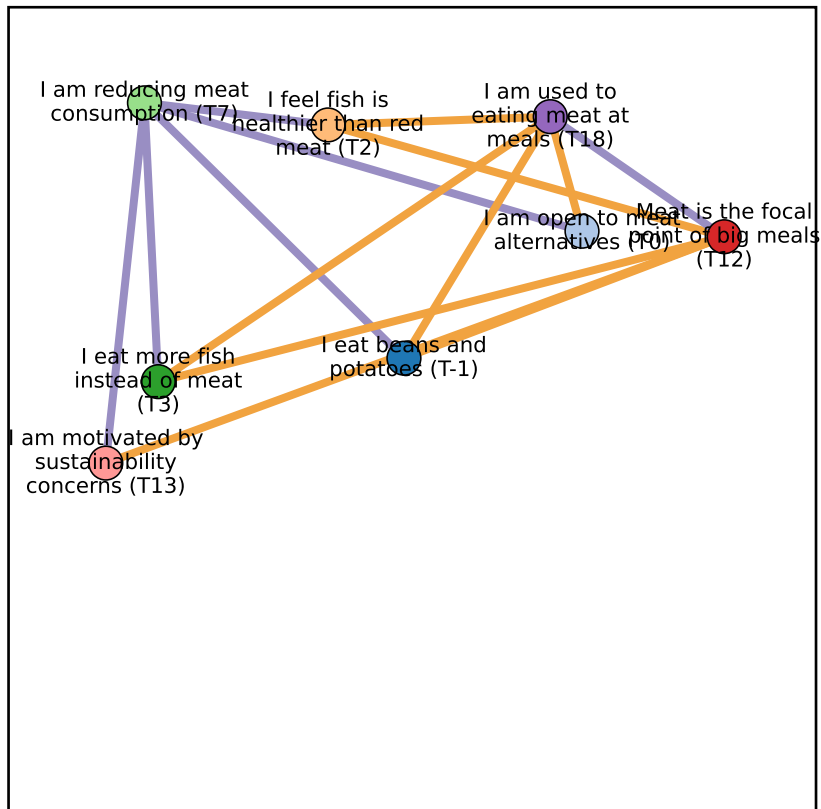 I am reducing meat
consumption (T7)
I feel fish is
healthier than red
meat (T2)
I am used to
eating meat at
meals (T18)
I am open to meat
alternatives (T0)
Meat is the focal
point of big meals
(T12)
I eat more fish
instead of meat
(T3)
I eat beans and
potatoes (T-1)
I am motivated by
sustainability
concerns (T13)